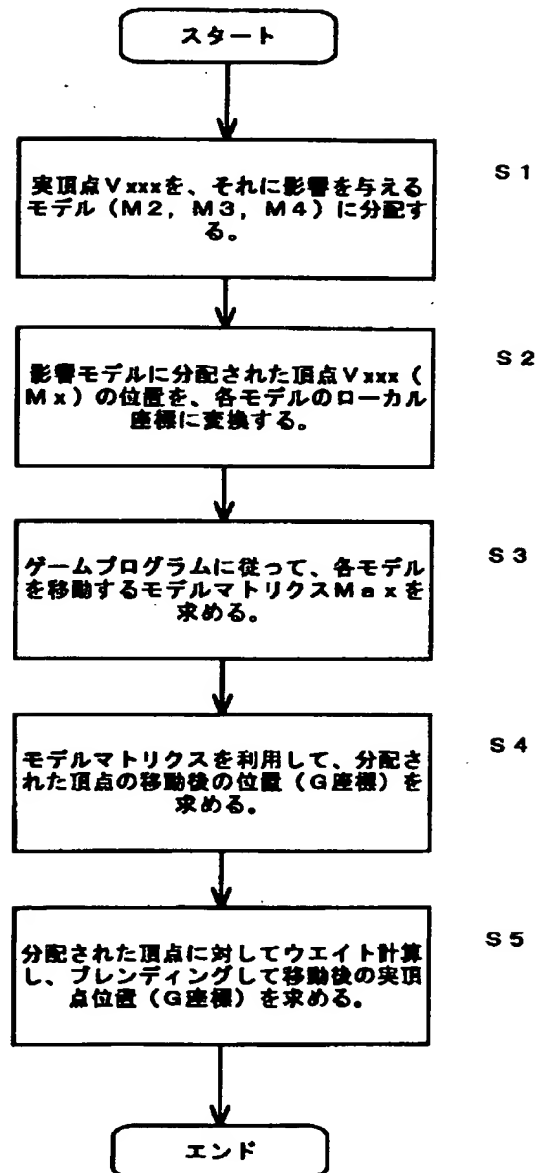 スタート
S1
実頂点Vxxxを、それに影響を与える
モデル(M2,M3,M4)に分配す
る。
S2
影響モデルに分配された頂点Vxxx(
Mx)の位置を、各モデルのローカル
座標に変換する。
S3
ゲームプログラムに従って、各モデル
を移動するモデルマトリクスMaxを
求める。
S4
モデルマトリクスを利用して、分配さ
れた頂点の移動後の位置(G座標)を
求める。
S5
分配された頂点に対してウエイト計算
し、ブレンディングして移動後の実頂
点位置(G座標)を求める。
エンド